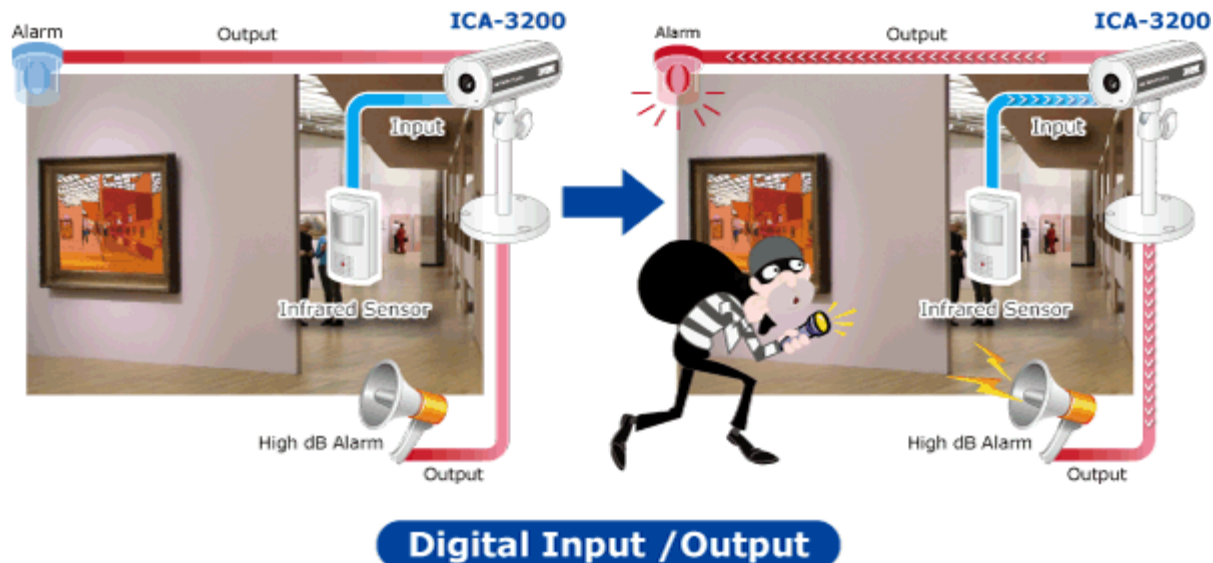 ICA-3200
Alarm
Output
Input
Infrared Sensor
High dB Alarm
Output
ICA-3200
Alarm
Output
Input
Infrared Sensor
High dB Alarm
Output
Digital Input /Output